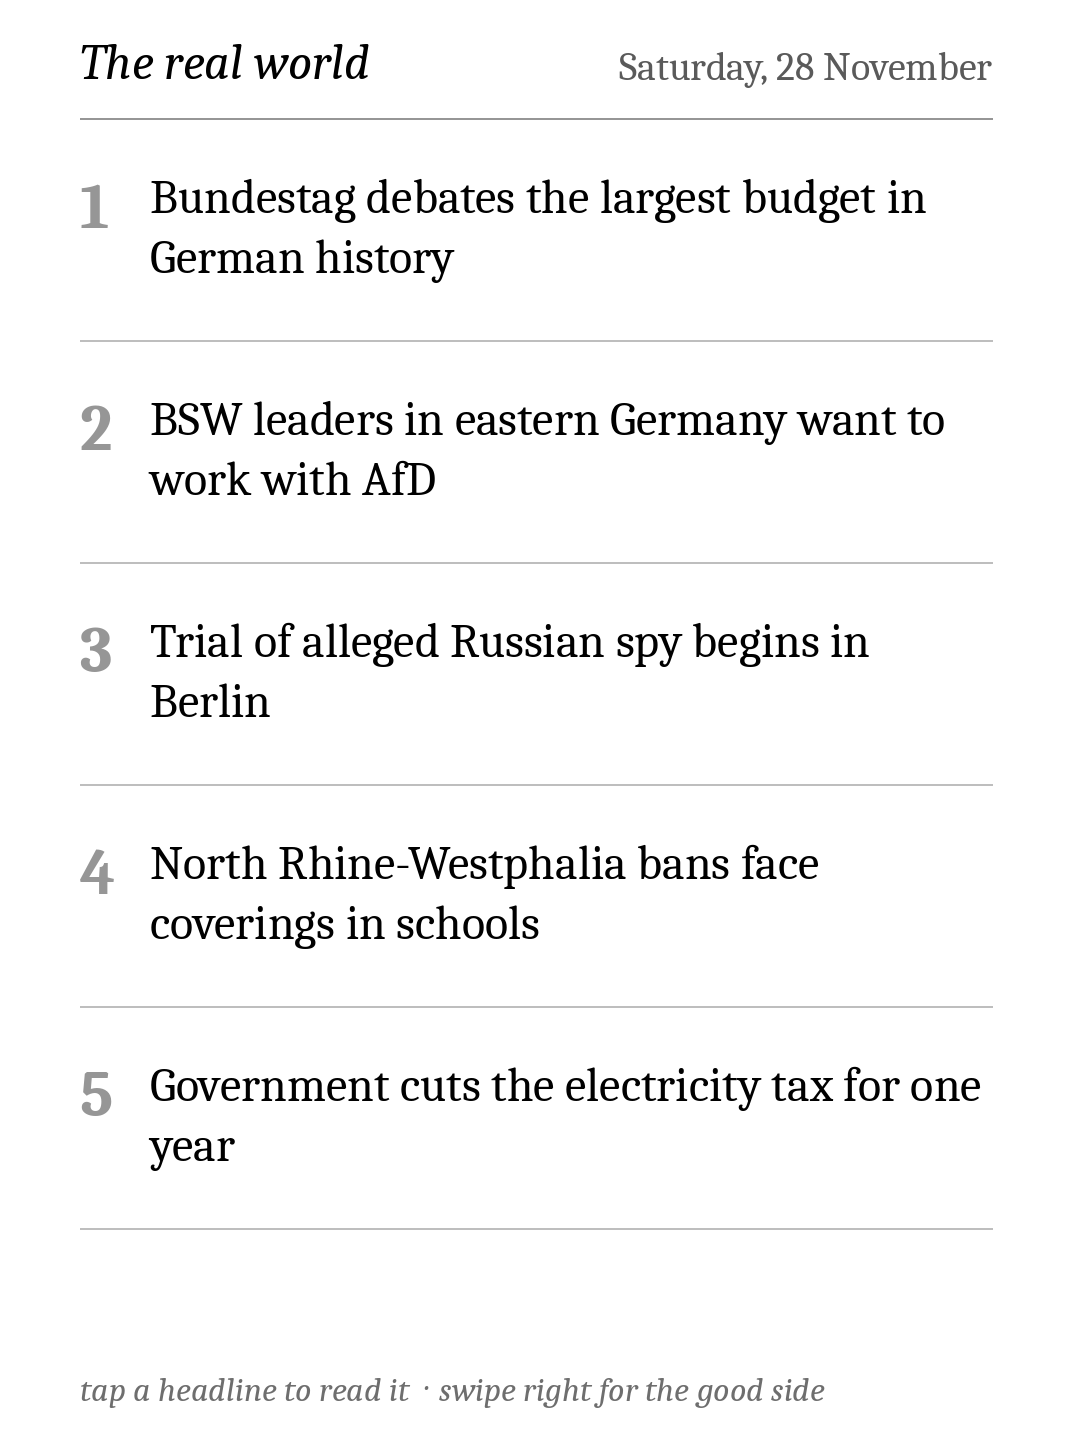 The real world
Saturday, 28 November
1
Bundestag debates the largest budget in
German history
2
BSW leaders in eastern Germany want to
work with AfD
3
Trial of alleged Russian spy begins in
Berlin
4
North Rhine-Westphalia bans face
coverings in schools
5
Government cuts the electricity tax for one
year
tap a headline to read it · swipe right for the good side